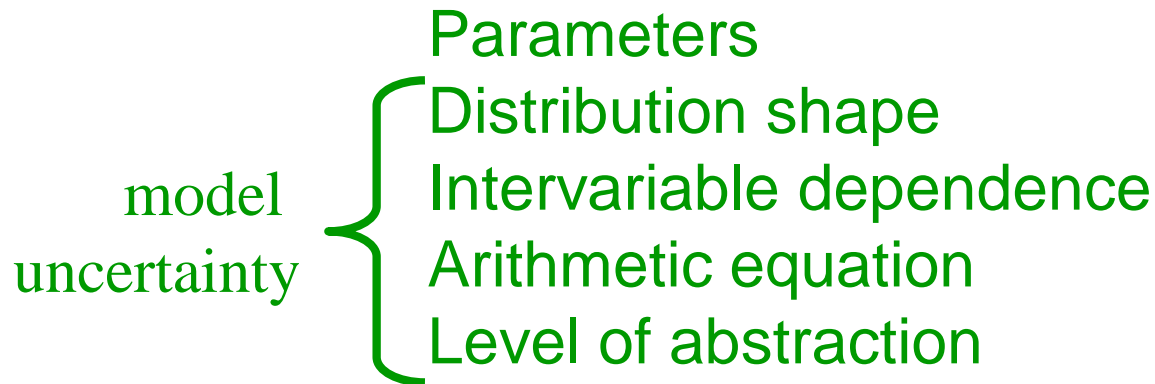 Parameters
Distribution shape
Intervariable dependence
Arithmetic equation
Level of abstraction
model
uncertainty